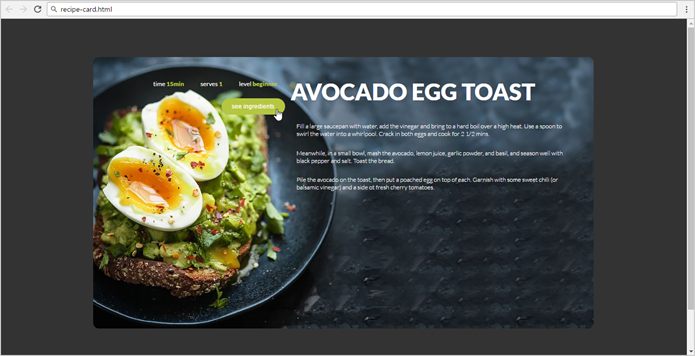 recipe-card.html
time 15min serves 1 level beginner
see ingredients
AVOCADO EGG TOAST
Fill a large saucepan with water, add the vinegar and bring to a hard boil over a high heat. Use a spoon to
swirl the water into a whirlpool. Crack in both eggs and cook for 2 1/2 mins.
Meanwhile, in a small bowl, mash the avocado, lemon juice, garlic powder, and basil, and season well with
black pepper and salt. Toast the bread.
Pile the avocado on the toast, then put a poached egg on top of each. Garnish with some sweet chili (or
balsamic vinegar) and a side of fresh cherry tomatoes.